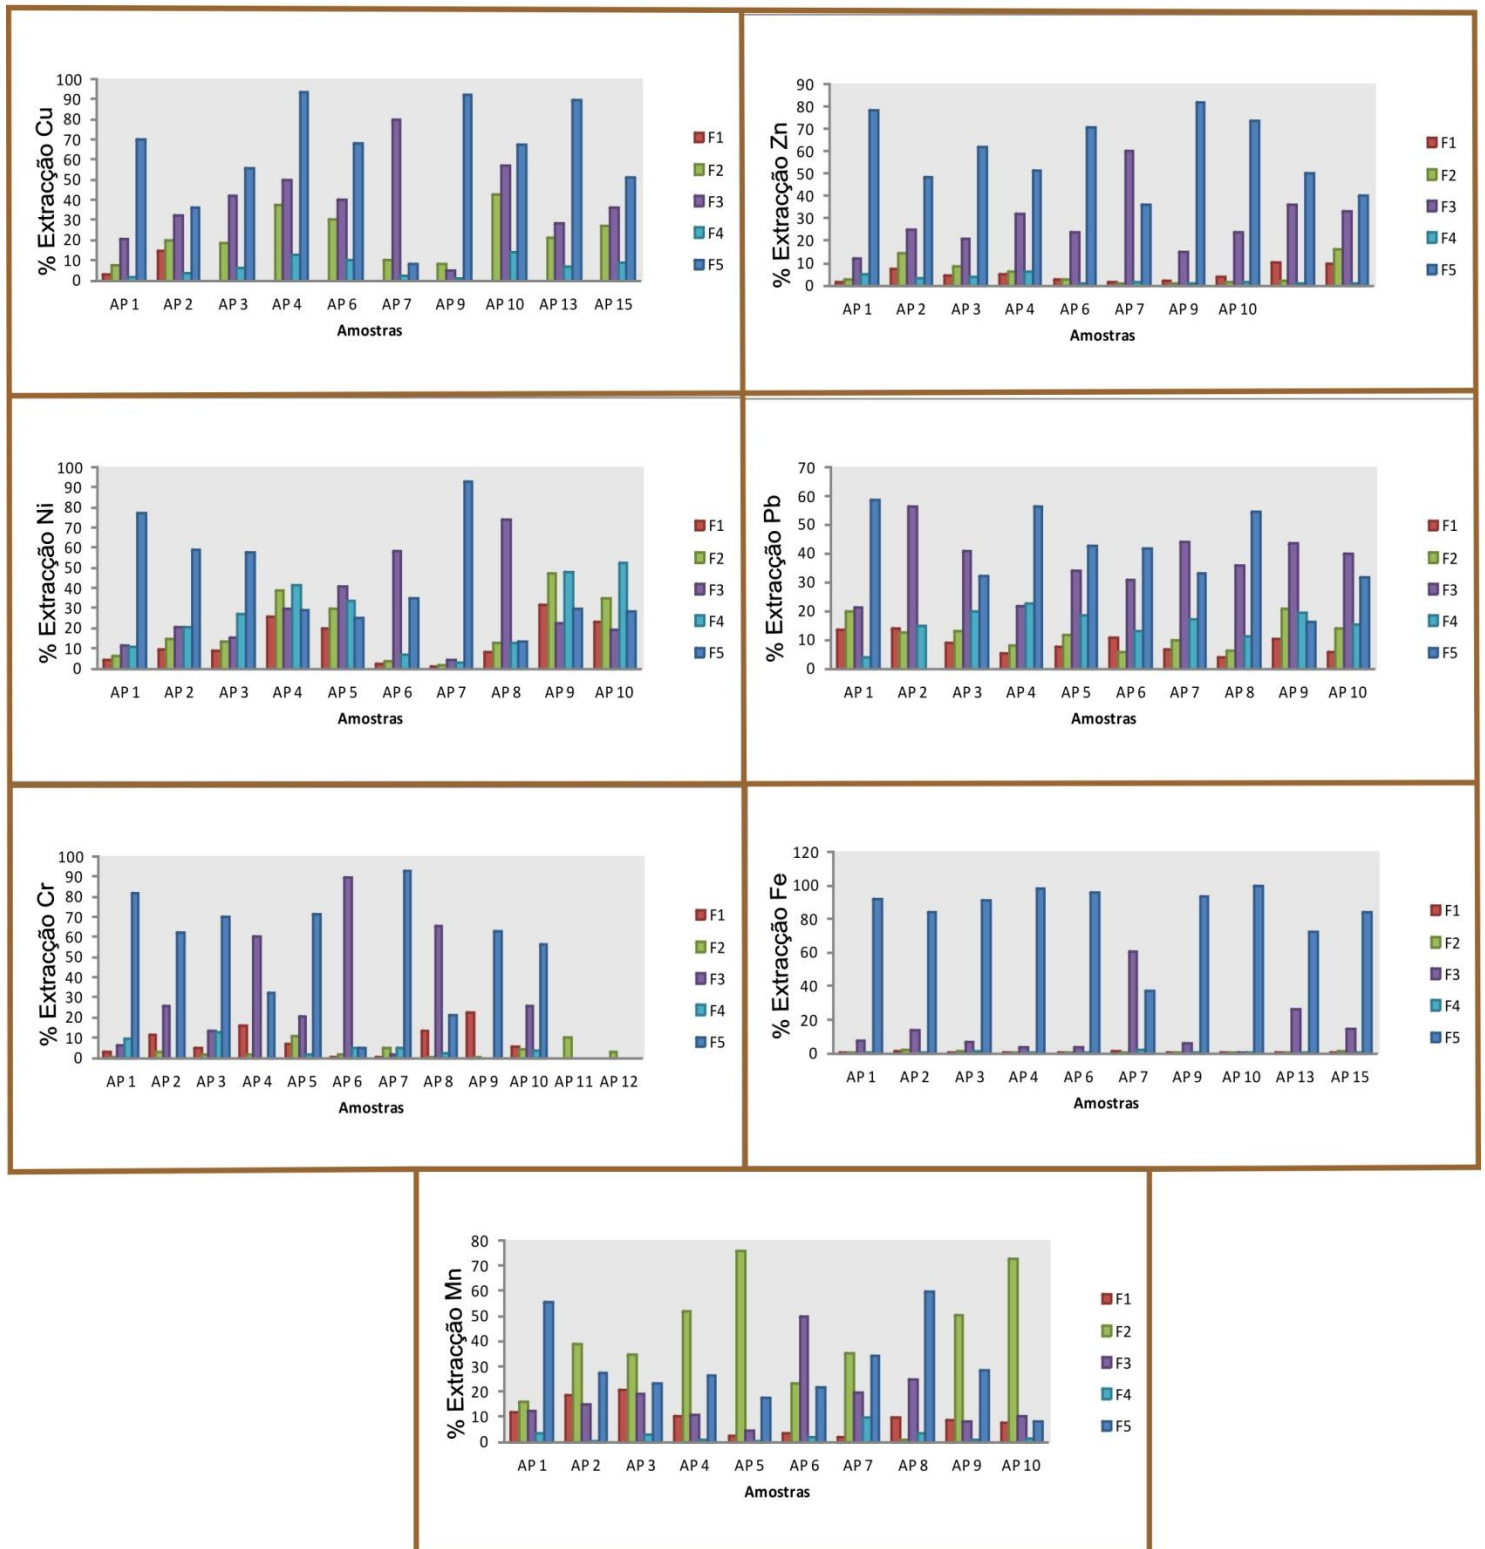 % Extracção Cu
100
90
80
70
60
50
40
30
20
10
0
AP 1 AP 2 AP 3 AP 4 AP 6 AP 7 AP 9 AP 10 AP 13 AP 15
Amostras
F1
F2
F3
F4
F5
% Extracção Zn
90
80
70
60
50
40
30
20
10
0
AP 1 AP 2 AP 3 AP 4 AP 6 AP 7 AP 9 AP 10
Amostras
F1
F2
F3
F4
F5
% Extracção Ni
100
90
80
70
60
50
40
30
20
10
0
AP 1 AP 2 AP 3 AP 4 AP 5 AP 6 AP 7 AP 8 AP 9 AP 10
Amostras
F1
F2
F3
F4
F5
% Extracção Pb
70
60
50
40
30
20
10
0
AP 1 AP 2 AP 3 AP 4 AP 5 AP 6 AP 7 AP 8 AP 9 AP 10
Amostras
F1
F2
F3
F4
F5
% Extracção Cr
100
90
80
70
60
50
40
30
20
10
0
AP 1 AP 2 AP 3 AP 4 AP 5 AP 6 AP 7 AP 8 AP 9 AP 10 AP 11 AP 12
Amostras
F1
F2
F3
F4
F5
% Extracção Fe
120
100
80
60
40
20
0
AP 1 AP 2 AP 3 AP 4 AP 6 AP 7 AP 9 AP 10 AP 13 AP 15
Amostras
F1
F2
F3
F4
F5
% Extracção Mn
80
70
60
50
40
30
20
10
0
AP 1 AP 2 AP 3 AP 4 AP 5 AP 6 AP 7 AP 8 AP 9 AP 10
Amostras
F1
F2
F3
F4
F5